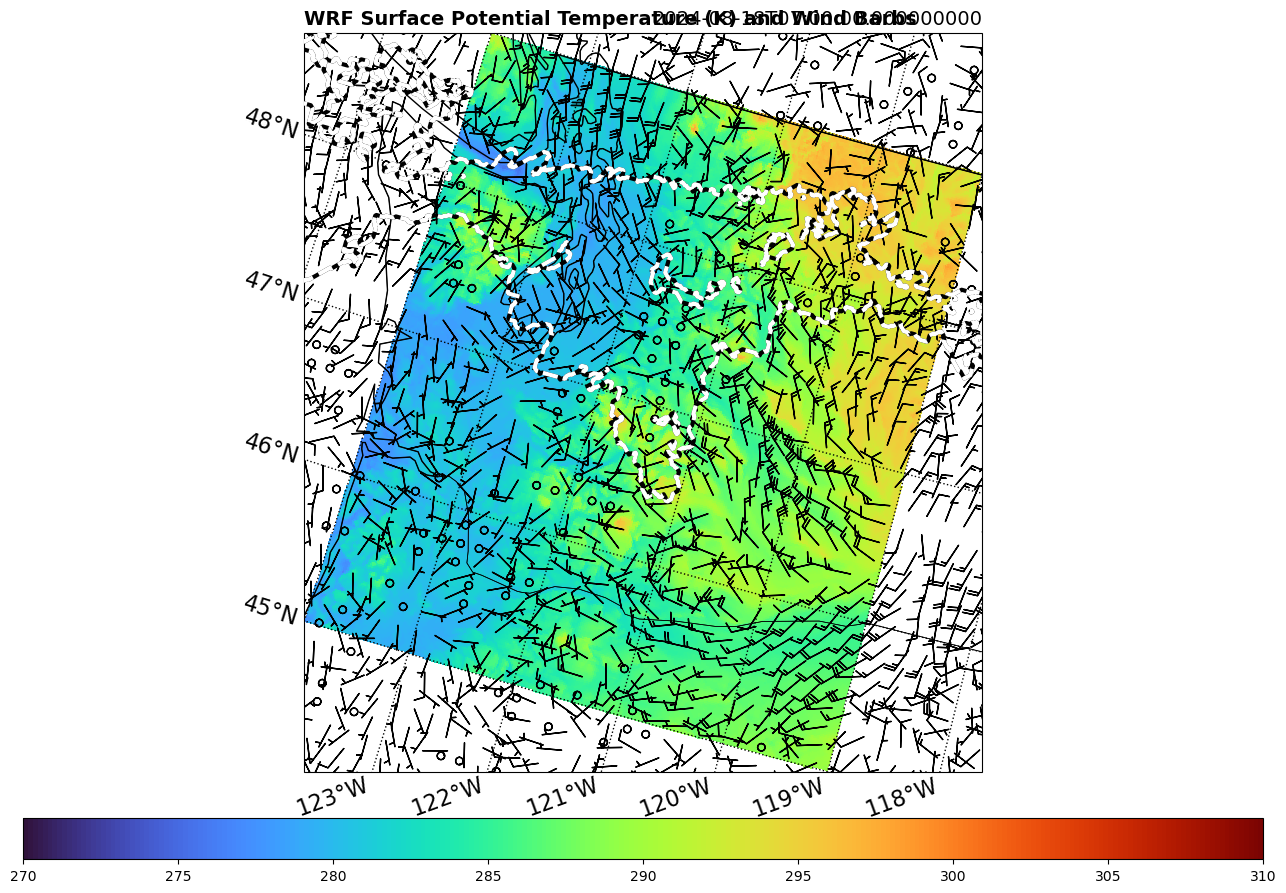 WRF Surface Potential Temperature (K) and Wind Barbs
48°N
47°N
46°N
45°N
123°W 122°W 121°W 120°W 119°W 118°W
270 275 280 285 290 295 300 305 310